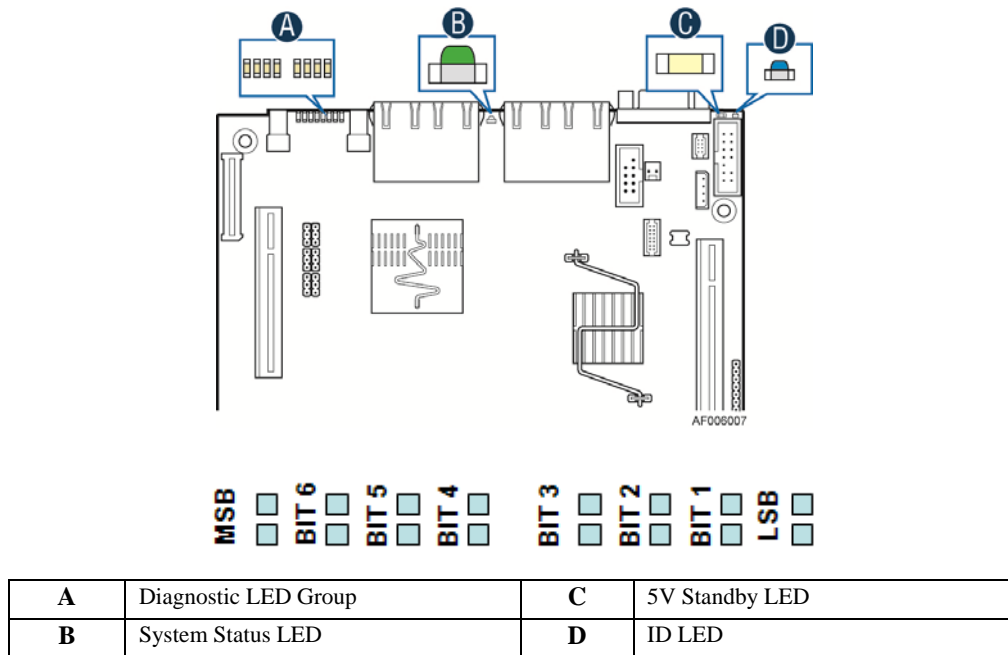 A B C D
AF006007
MSB BIT 6 BIT 5 BIT 4 BIT 3 BIT 2 BIT 1 LSB
A Diagnostic LED Group C 5V Standby LED
B System Status LED D ID LED